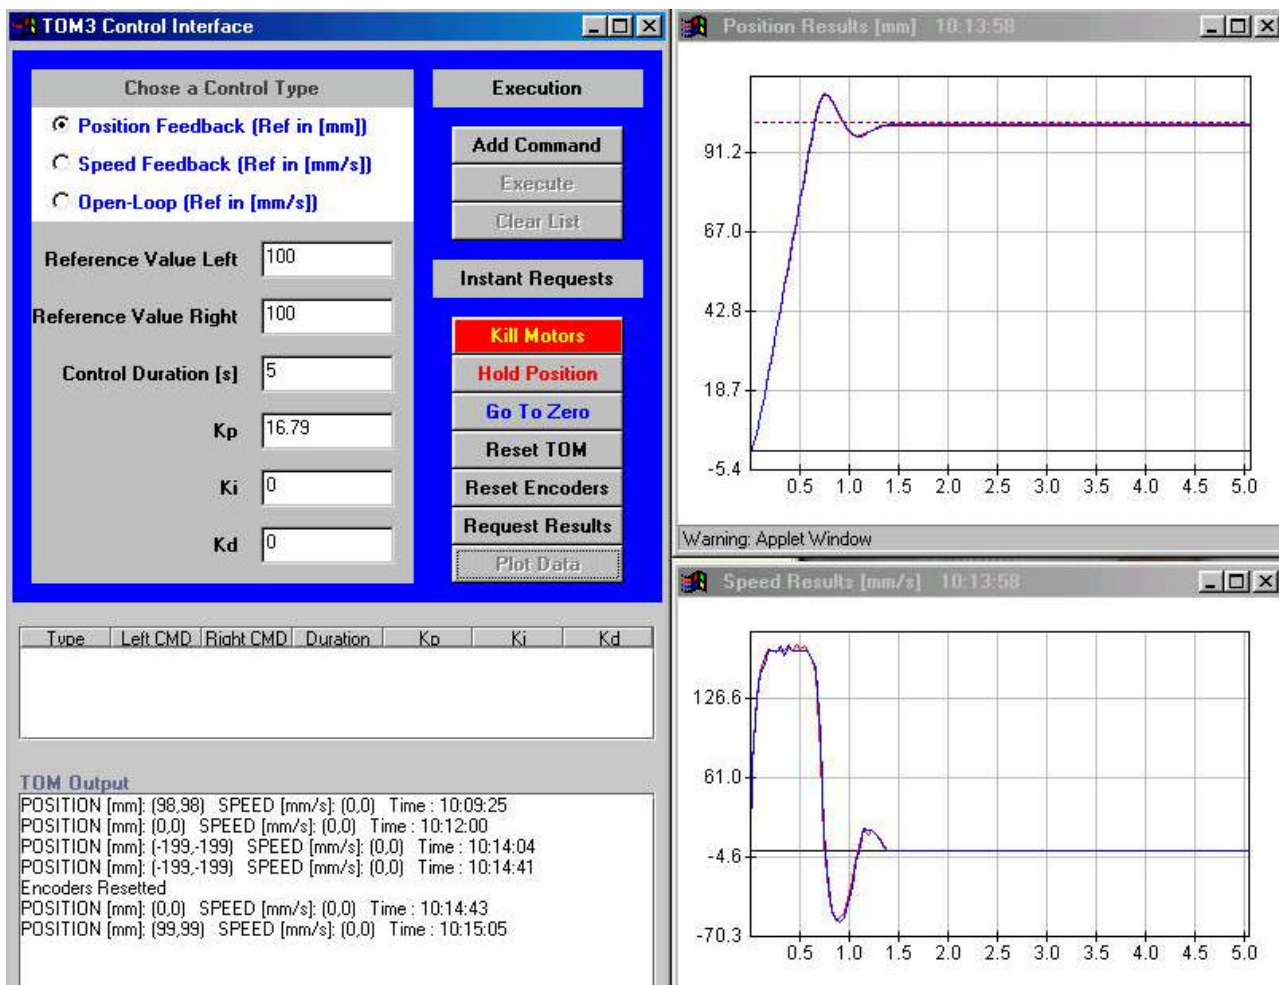 TOM3 Control Interface
Chose a Control Type
Position Feedback (Ref in [mm])
Speed Feedback (Ref in [mm/s])
Open-Loop (Ref in [mm/s])
Reference Value Left 100
Reference Value Right 100
Control Duration [s] 5
Kp 16.79
Ki 0
Kd 0
Execution
Add Command
Execute
Clear List
Instant Requests
Kill Motors
Hold Position
Go To Zero
Reset TOM
Reset Encoders
Request Results
Plot Data
Type Left CMD Right CMD Duration Kp Ki Kd
TOM Output
POSITION [mm]: (98,98) SPEED [mm/s]: (0,0) Time : 10:09:25
POSITION [mm]: (0,0) SPEED [mm/s]: (0,0) Time : 10:12:00
POSITION [mm]: (-199,-199) SPEED [mm/s]: (0,0) Time : 10:14:04
POSITION [mm]: (-199,-199) SPEED [mm/s]: (0,0) Time : 10:14:41
Encoders Resetted
POSITION [mm]: (0,0) SPEED [mm/s]: (0,0) Time : 10:14:43
POSITION [mm]: (99,99) SPEED [mm/s]: (0,0) Time : 10:15:05
Position Results [mm] 10:13:58
91.2
67.0
42.8
18.7
-5.4
0.5 1.0 1.5 2.0 2.5 3.0 3.5 4.0 4.5 5.0
Warning: Applet Window
Speed Results [mm/s] 10:13:58
126.6
61.0
-4.6
-70.3
0.5 1.0 1.5 2.0 2.5 3.0 3.5 4.0 4.5 5.0